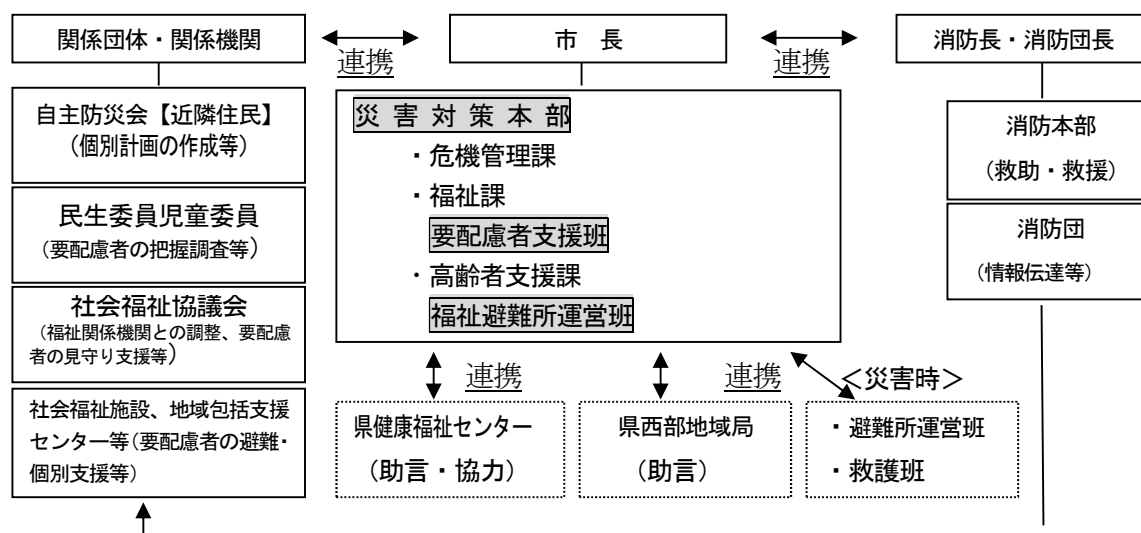 関係団体・関係機関
連携
市 長
連携
消防長・消防団長
自主防災会【近隣住民】
(個別計画の作成等)
民生委員児童委員
(要配慮者の把握調査等)
社会福祉協議会
(福祉関係機関との調整、要配慮
者の見守り支援等)
社会福祉施設、地域包括支援
センター等(要配慮者の避難・
個別支援等)
災 害 対 策 本 部
・危機管理課
・福祉課
要配慮者支援班
・高齢者支援課
福祉避難所運営班
消防本部
(救助・救援)
消防団
(情報伝達等)
連携
連携
<災害時>
県健康福祉センター
(助言・協力)
県西部地域局
(助言)
・避難所運営班
・救護班